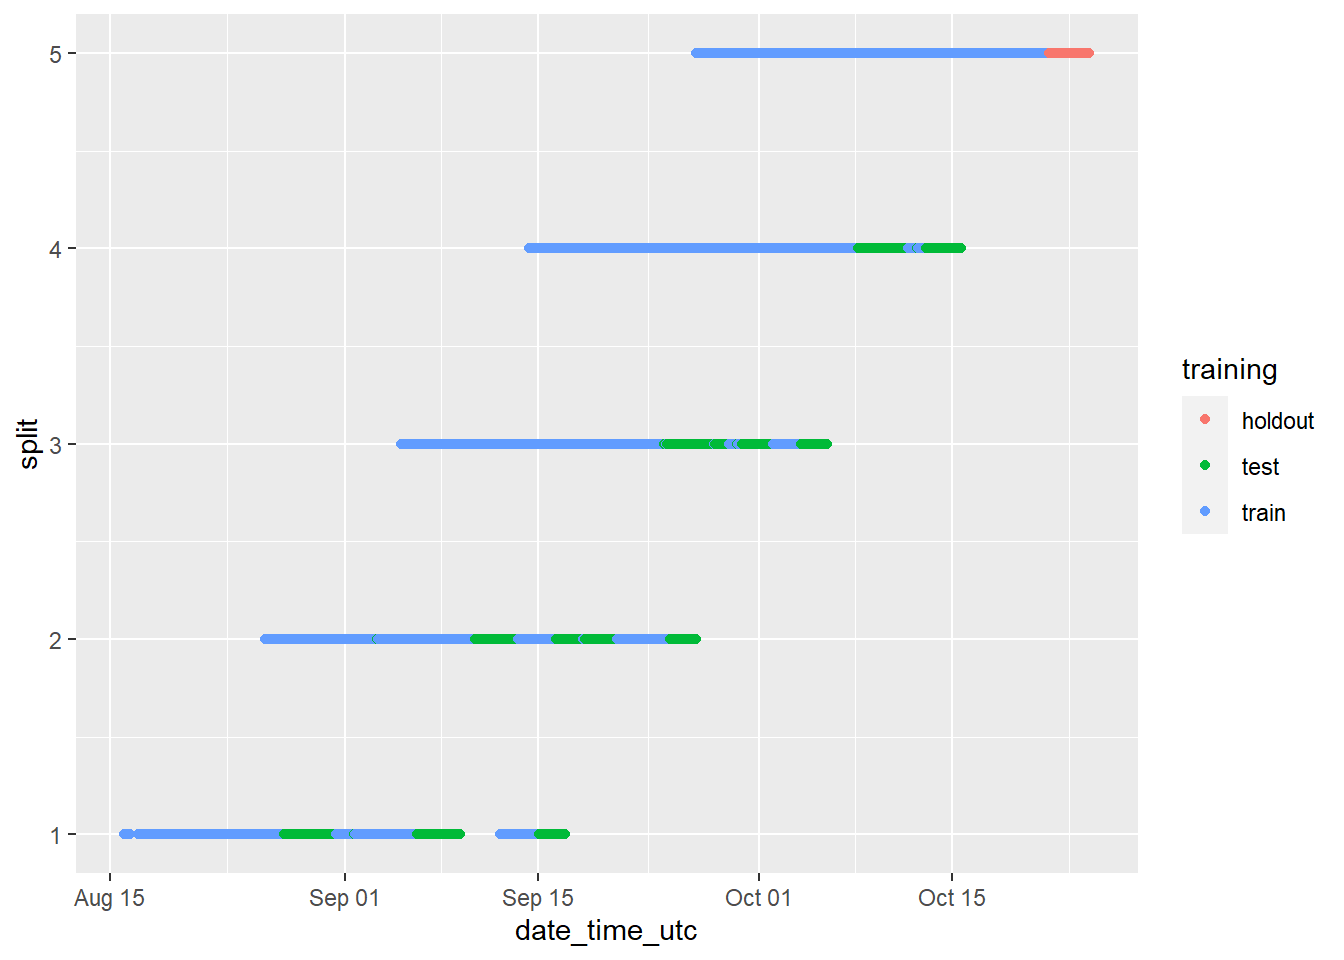 5
4
3
2
1
split
Aug 15
Sep 01
Sep 15
Oct 01
Oct 15
date_time_utc
training
holdout
test
train